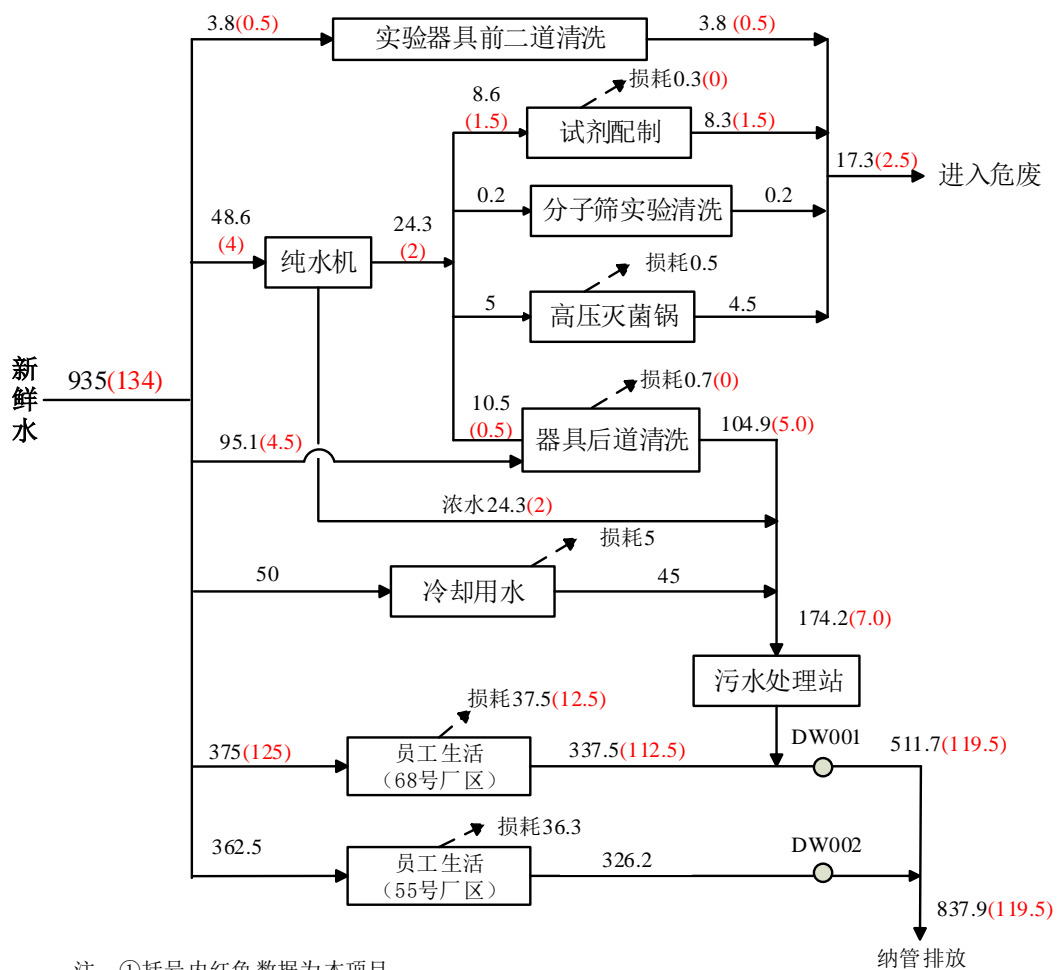 3.8(0.5)
实验器具前二道清洗
3.8 (0.5)
损耗0.3(0)
8.6
(1.5)
试剂配制
8.3(1.5)
17.3(2.5)
进入危废
0.2
分子筛实验清洗
0.2
48.6
(4)
纯水机
24.3
(2)
损耗0.5
5
高压灭菌锅
4.5
新鲜水
935(134)
损耗0.7(0)
10.5
(0.5)
器具后道清洗
104.9(5.0)
95.1(4.5)
浓水24.3(2)
损耗5
50
冷却用水
45
174.2(7.0)
污水处理站
损耗37.5(12.5)
375(125)
员工生活
（68号厂区）
337.5(112.5)
DW001
511.7(119.5)
损耗36.3
362.5
员工生活
（55号厂区）
326.2
DW002
837.9(119.5)
纳管排放